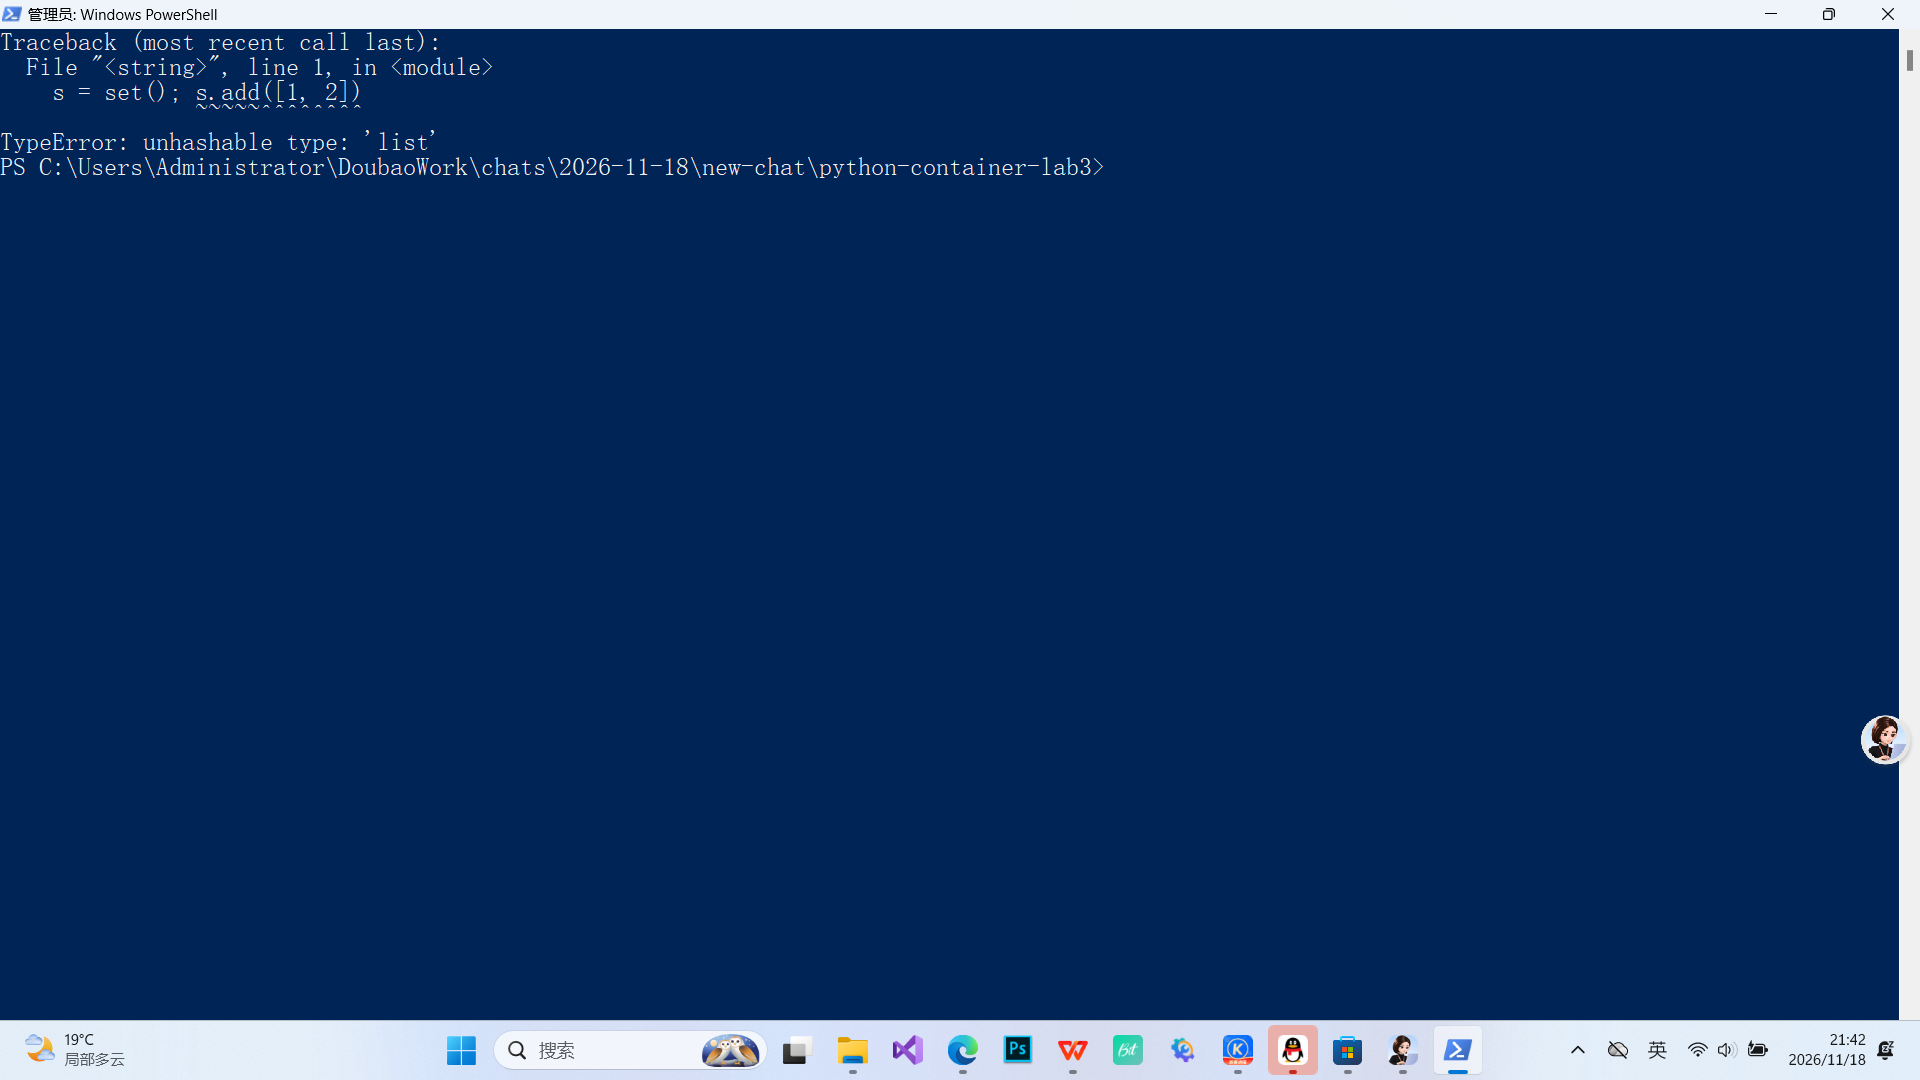 管理员: Windows PowerShell
Traceback (most recent call last):
  File "<string>", line 1, in <module>
    s = set(); s.add([1, 2])
               ~~~~~^^^^^^^^
TypeError: unhashable type: 'list'
PS C:\Users\Administrator\DoubaoWork\chats\2026-11-18\new-chat\python-container-lab3>
19°C
局部多云
搜索
Ps
Bit
K
英
21:42
2026/11/18